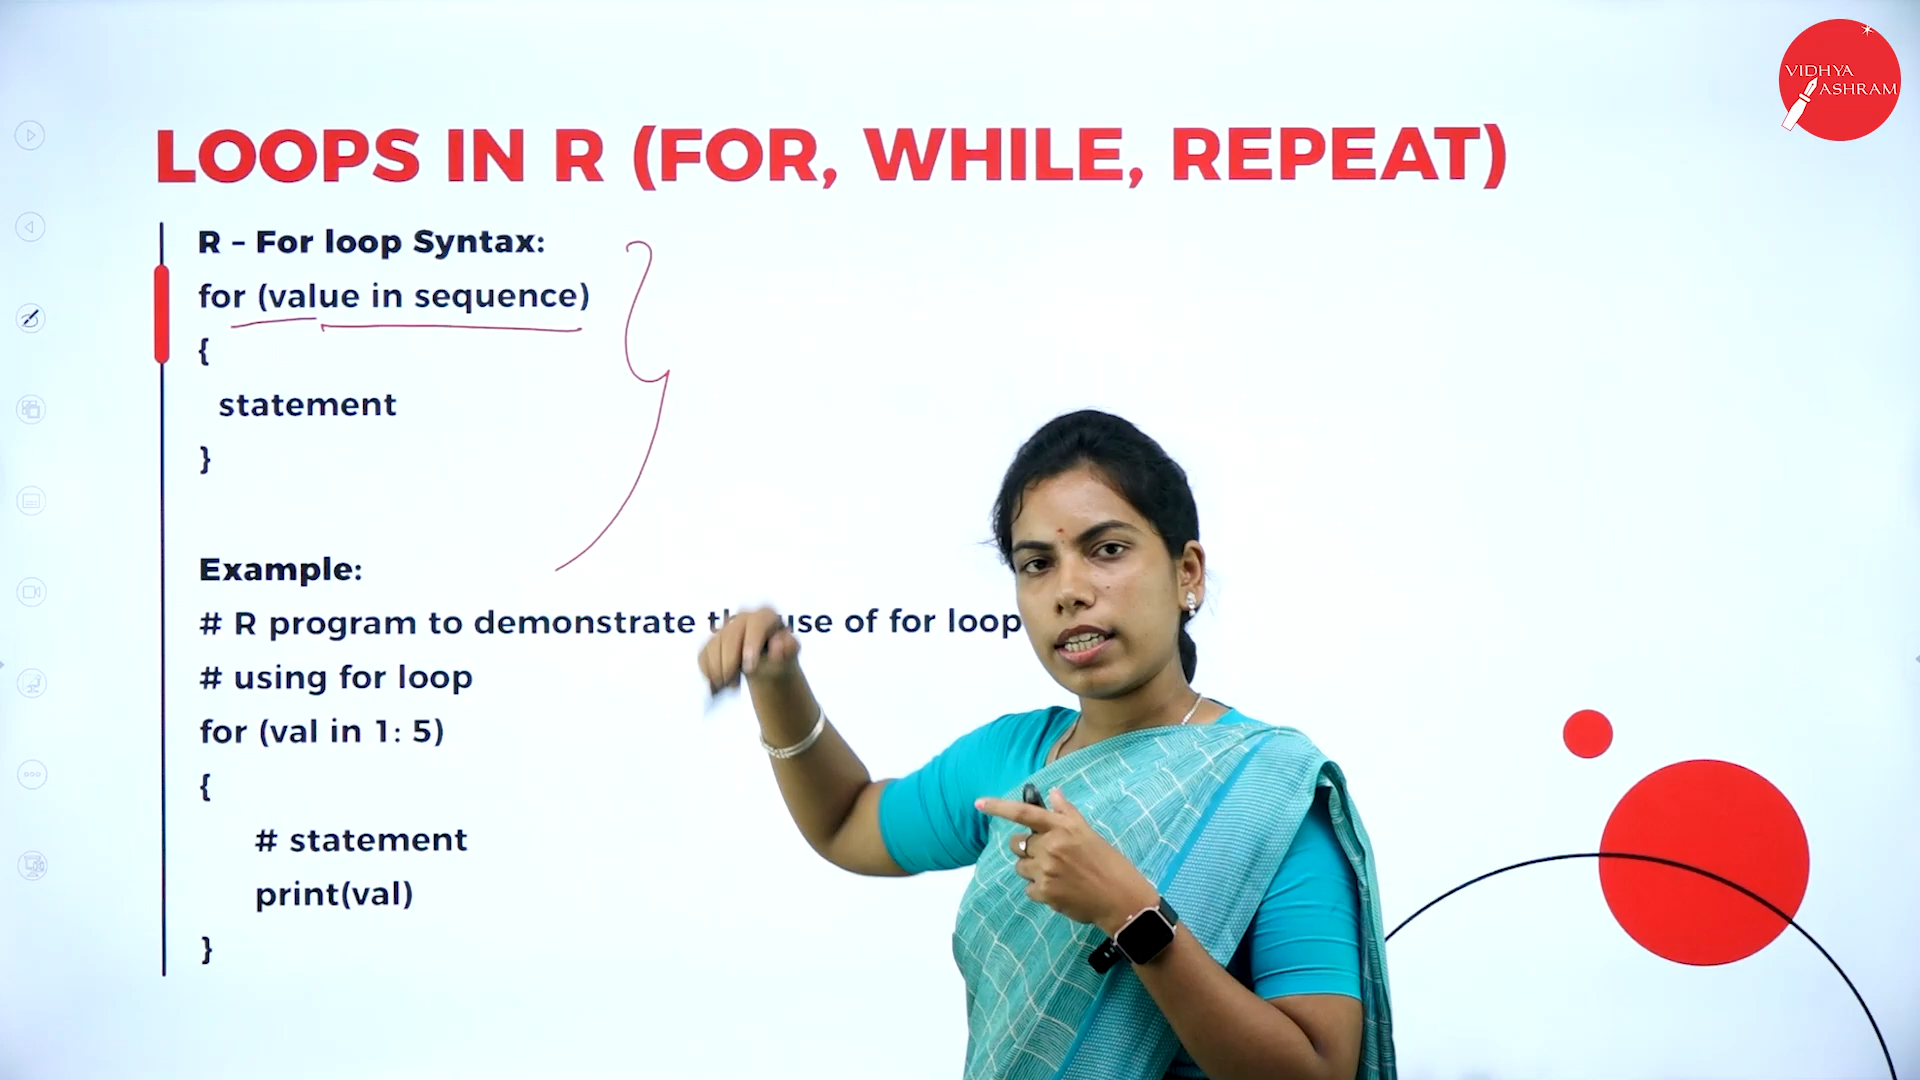 VIDHYA
ASHRAM
LOOPS IN R (FOR, WHILE, REPEAT)
R – For loop Syntax:
for (value in sequence)
{
statement
}
Example:
# R program to demonstrate use of for loop
# using for loop
for (val in 1: 5)
{
# statement
print(val)
}